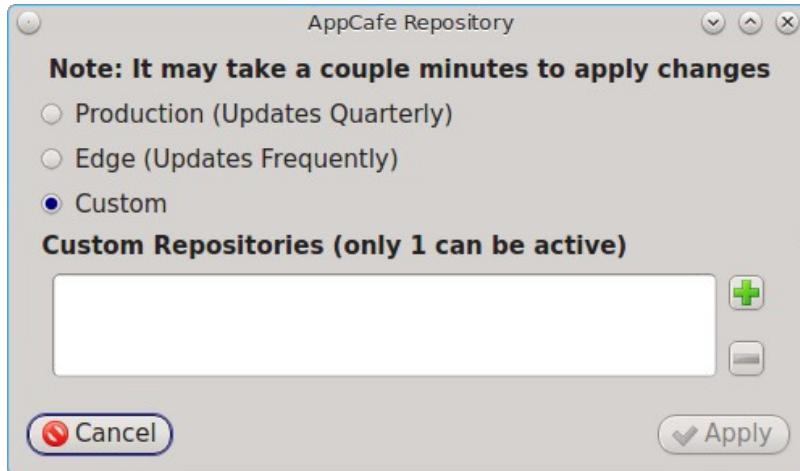 AppCafe Repository
Note: It may take a couple minutes to apply changes
Production (Updates Quarterly)
Edge (Updates Frequently)
Custom
Custom Repositories (only 1 can be active)
Cancel
Apply